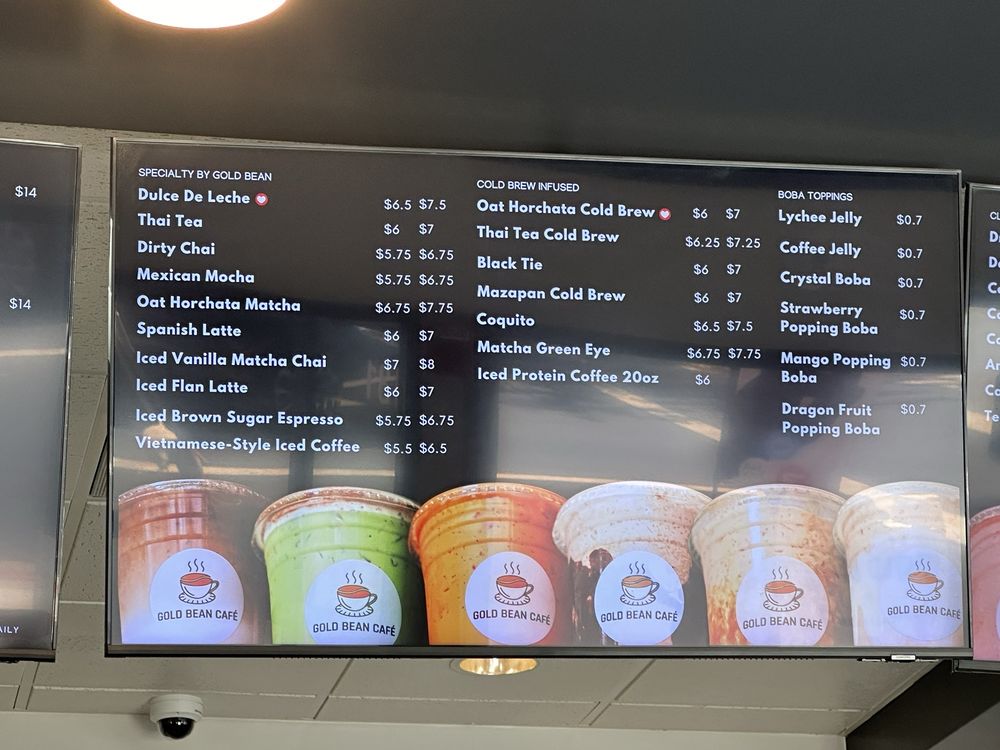 $14
$14
AILY
SPECIALTY BY GOLD BEAN
Dulce De Leche $6.5 $7.5
Thai Tea $6 $7
Dirty Chai $5.75 $6.75
Mexican Mocha $5.75 $6.75
Oat Horchata Matcha $6.75 $7.75
Spanish Latte $6 $7
Iced Vanilla Matcha Chai $7 $8
Iced Flan Latte $6 $7
Iced Brown Sugar Espresso $5.75 $6.75
Vietnamese-Style Iced Coffee $5.5 $6.5
COLD BREW INFUSED
Oat Horchata Cold Brew $6 $7
Thai Tea Cold Brew $6.25 $7.25
Black Tie $6 $7
Mazapan Cold Brew $6 $7
Coquito $6.5 $7.5
Matcha Green Eye $6.75 $7.75
Iced Protein Coffee 20oz $6
BOBA TOPPINGS
Lychee Jelly $0.7
Coffee Jelly $0.7
Crystal Boba $0.7
Strawberry $0.7
Popping Boba
Mango Popping $0.7
Boba
Dragon Fruit $0.7
Popping Boba
GOLD BEAN CAFÉ
GOLD BEAN CAFÉ
GOLD BEAN CAFÉ
GOLD BEAN CAFÉ
GOLD BEAN CAFÉ
GOLD BEAN CAFÉ